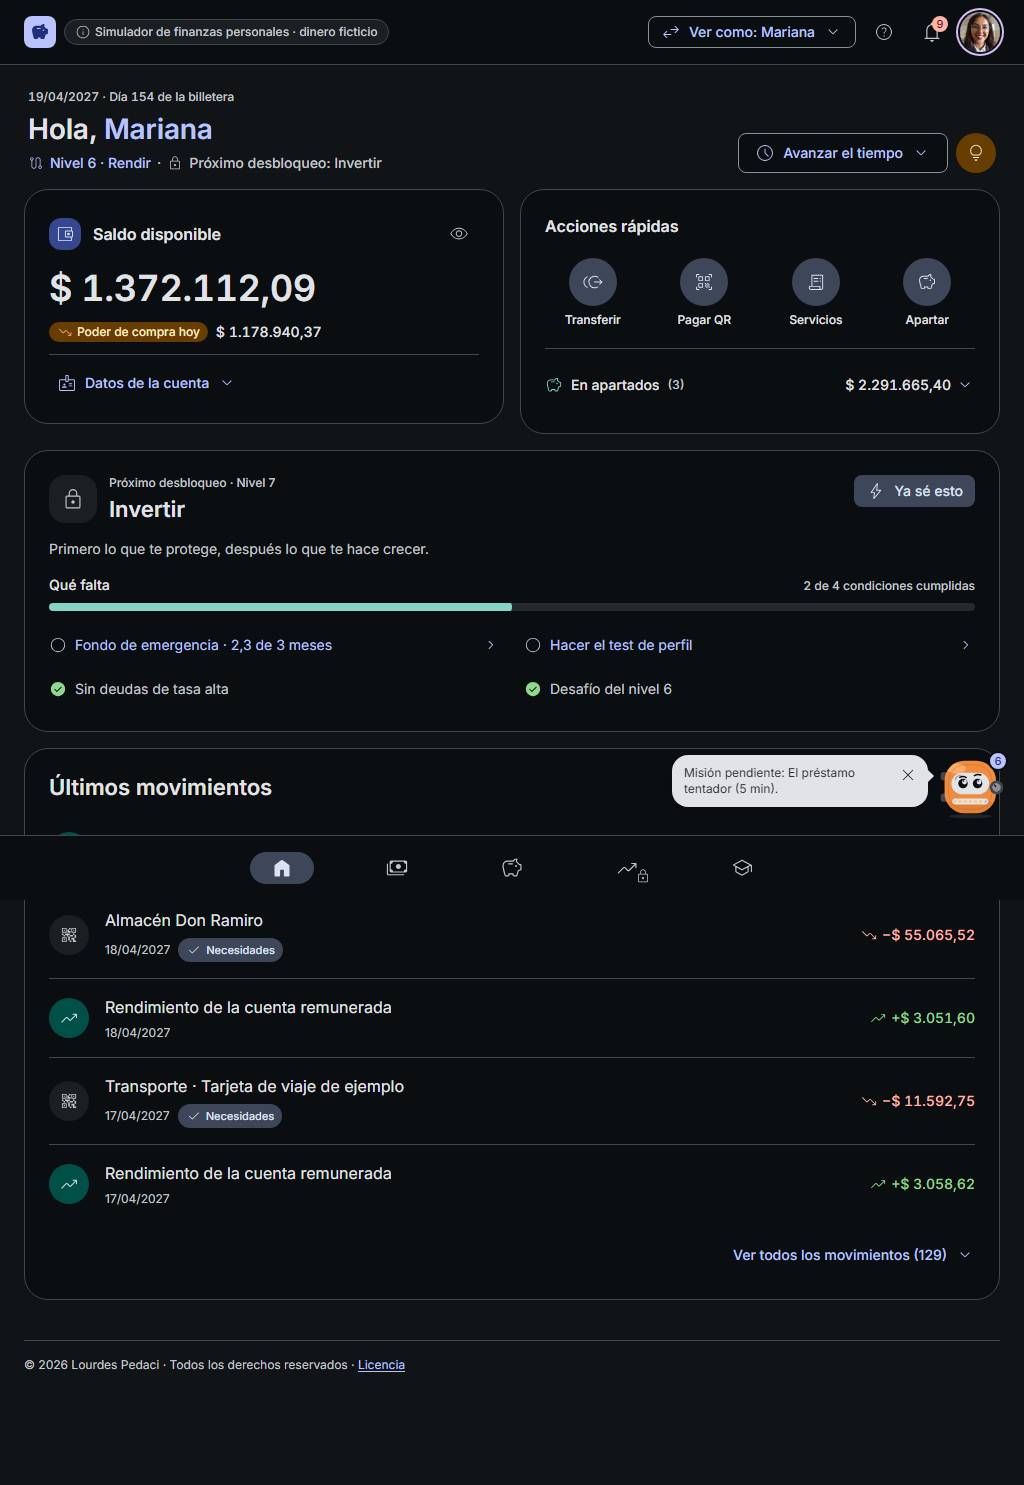 Simulador de finanzas personales · dinero ficticio
Ver como: Mariana
9
19/04/2027 · Día 154 de la billetera
Hola, Mariana
Nivel 6 · Rendir · Próximo desbloqueo: Invertir
Avanzar el tiempo
Saldo disponible
$ 1.372.112,09
Poder de compra hoy $ 1.178.940,37
Datos de la cuenta
Acciones rápidas
Transferir
Pagar QR
Servicios
Apartar
En apartados (3) $ 2.291.665,40
Próximo desbloqueo · Nivel 7
Invertir
Ya sé esto
Primero lo que te protege, después lo que te hace crecer.
Qué falta
2 de 4 condiciones cumplidas
Fondo de emergencia · 2,3 de 3 meses
Hacer el test de perfil
Sin deudas de tasa alta
Desafío del nivel 6
Últimos movimientos
Misión pendiente: El préstamo
tentador (5 min).
6
Almacén Don Ramiro
18/04/2027 Necesidades
−$ 55.065,52
Rendimiento de la cuenta remunerada
18/04/2027
+$ 3.051,60
Transporte · Tarjeta de viaje de ejemplo
17/04/2027 Necesidades
−$ 11.592,75
Rendimiento de la cuenta remunerada
17/04/2027
+$ 3.058,62
Ver todos los movimientos (129)
© 2026 Lourdes Pedaci · Todos los derechos reservados · Licencia